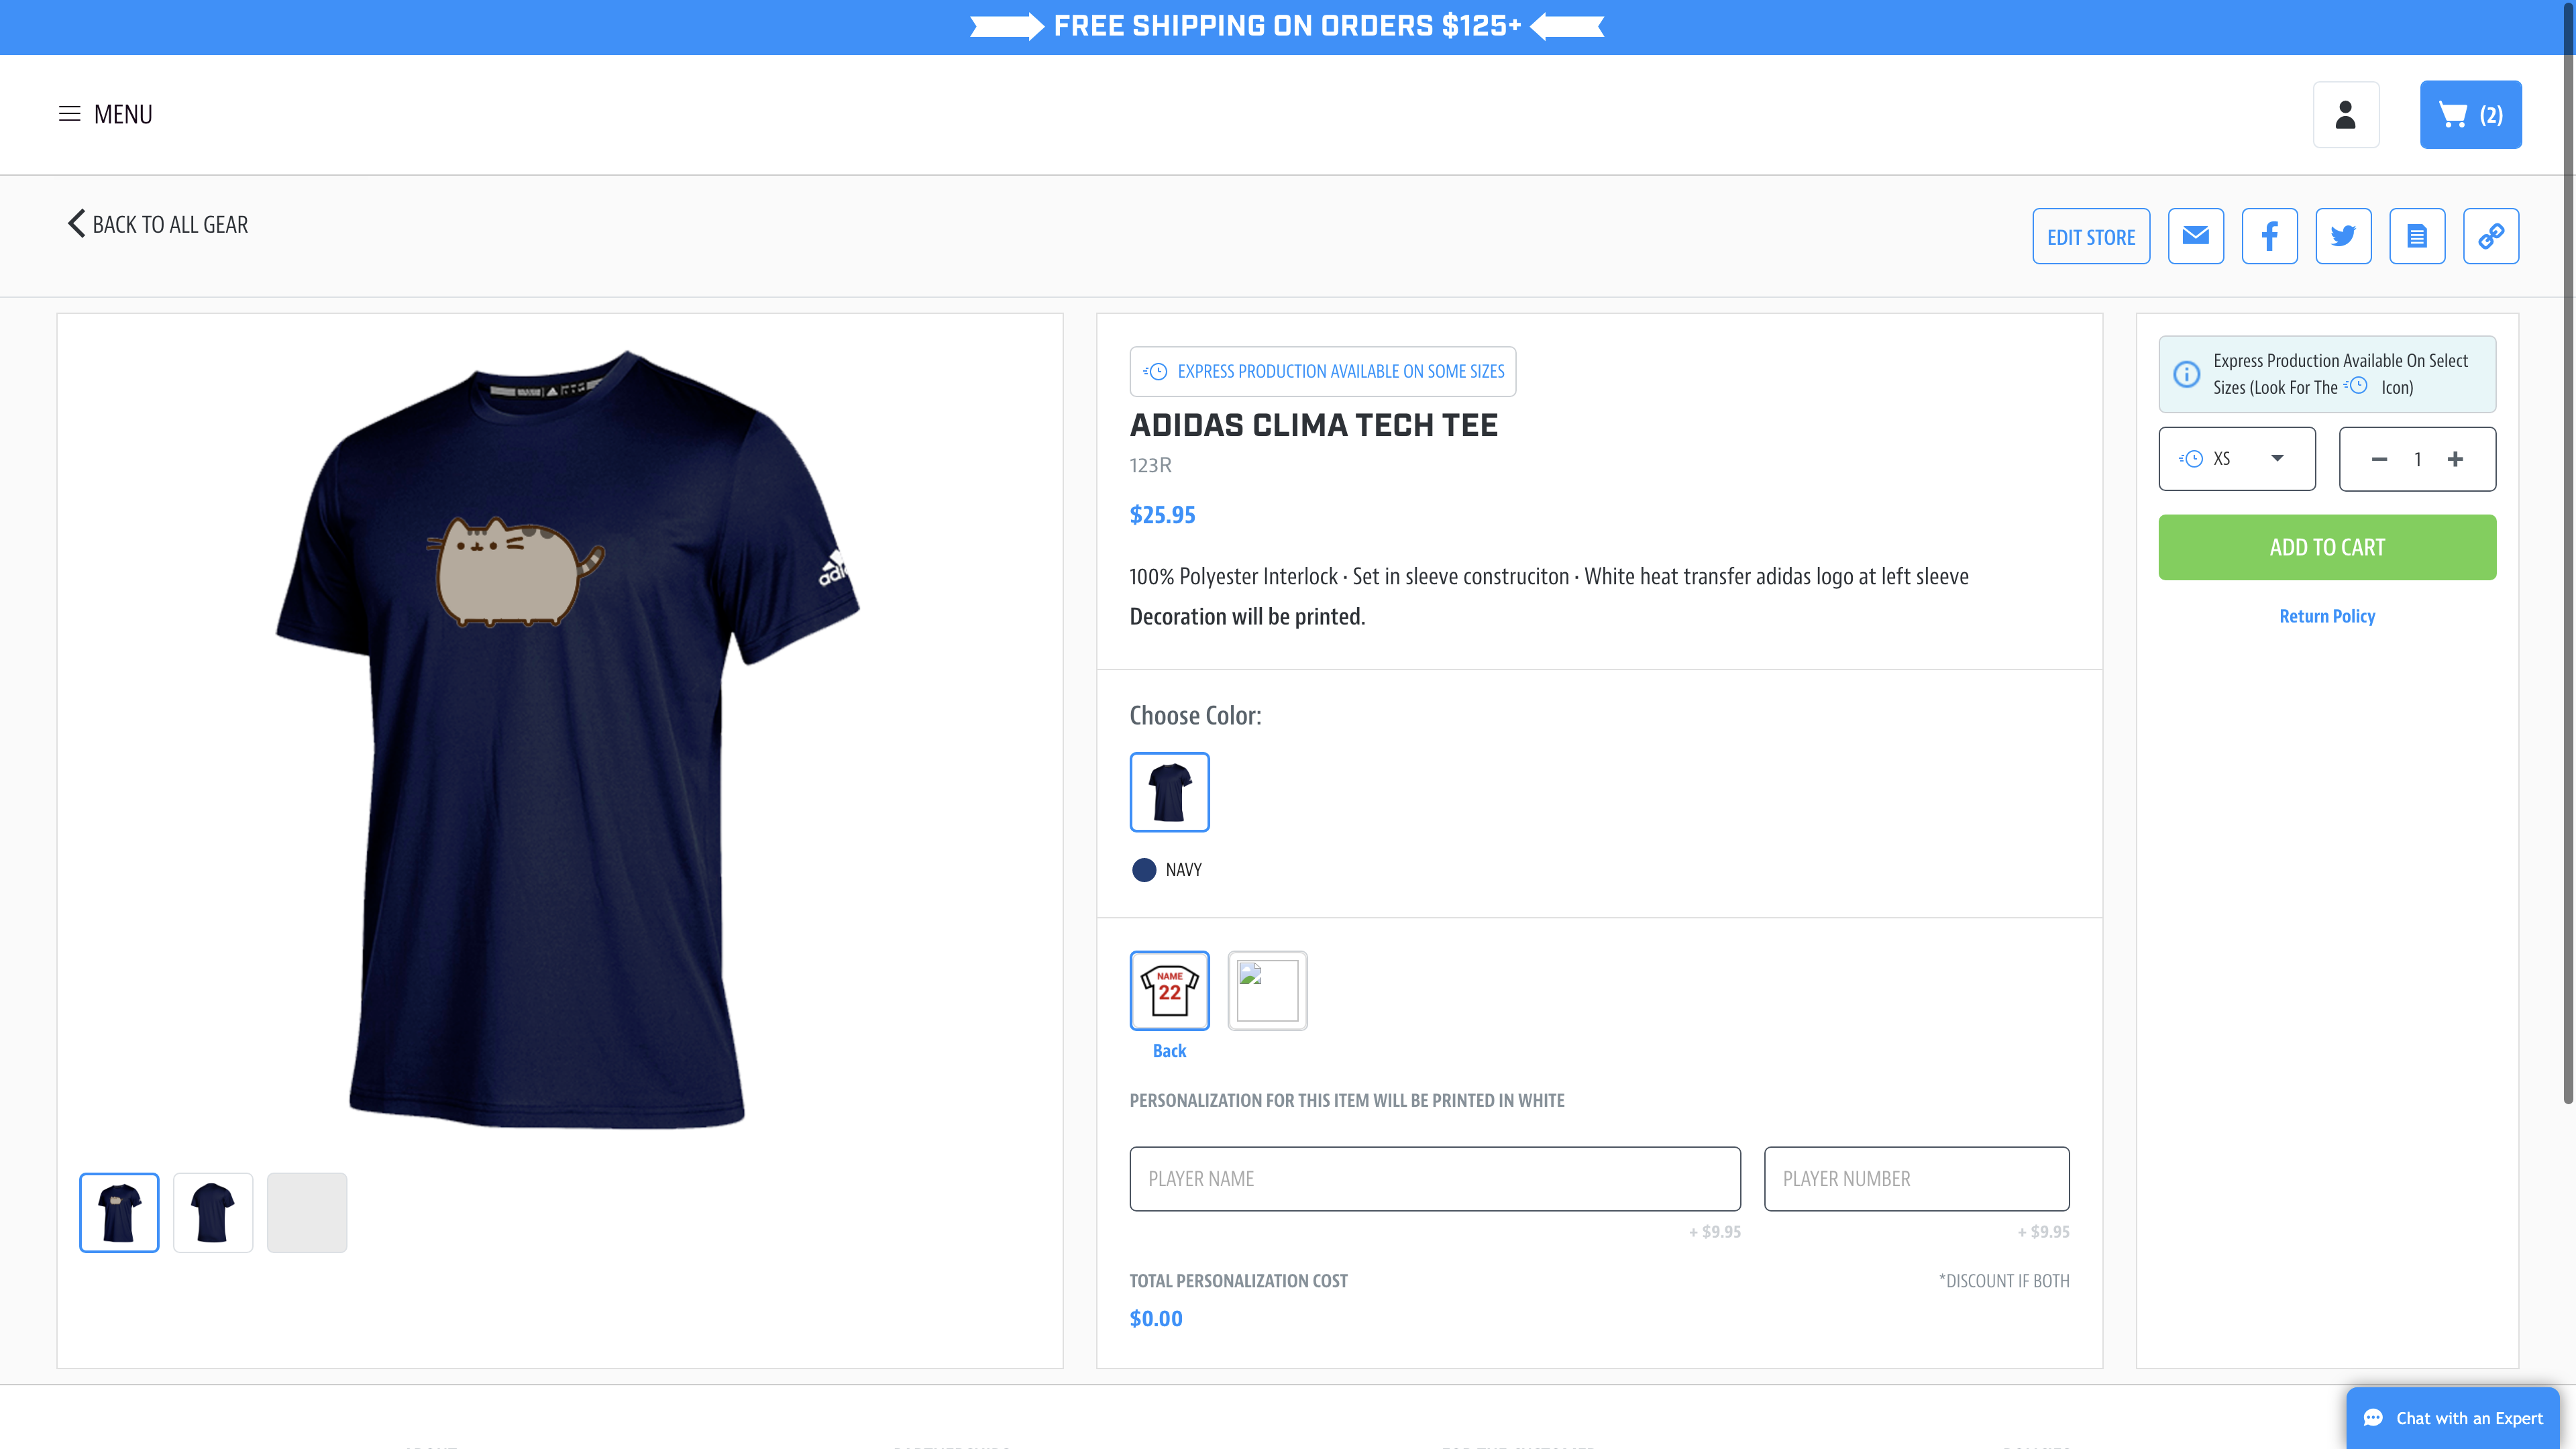 FREE SHIPPING ON ORDERS $125+
MENU
(2)
BACK TO ALL GEAR
EDIT STORE
EXPRESS PRODUCTION AVAILABLE ON SOME SIZES
ADIDAS CLIMA TECH TEE
123R
$25.95
100% Polyester Interlock · Set in sleeve construciton · White heat transfer adidas logo at left sleeve
Decoration will be printed.
Choose Color:
NAVY
NAME
22
Back
PERSONALIZATION FOR THIS ITEM WILL BE PRINTED IN WHITE
PLAYER NAME
PLAYER NUMBER
+ $9.95
+ $9.95
TOTAL PERSONALIZATION COST
*DISCOUNT IF BOTH
$0.00
Express Production Available On Select
Sizes (Look For The Icon)
XS
1
ADD TO CART
Return Policy
Chat with an Expert